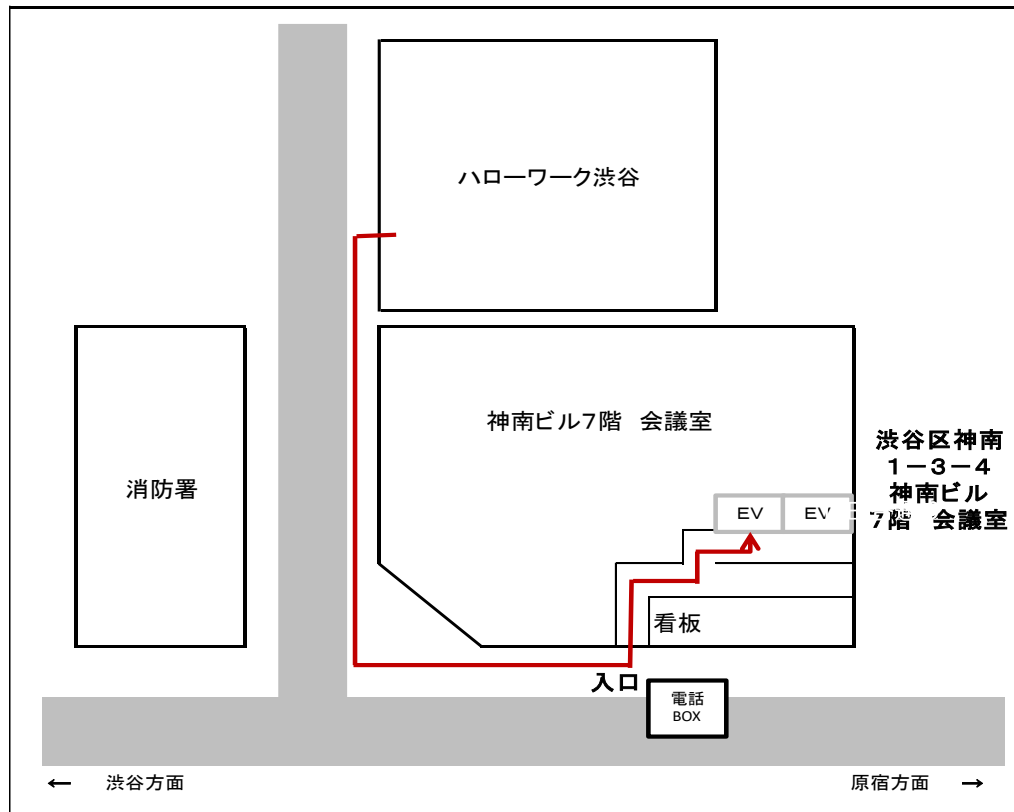 ハローワーク渋谷
神南ビル7階　会議室
消防署
渋谷区神南
１－３－４
神南ビル
7階　会議室
EV
EV
看板
入口
電話
BOX
← 渋谷方面
原宿方面 →